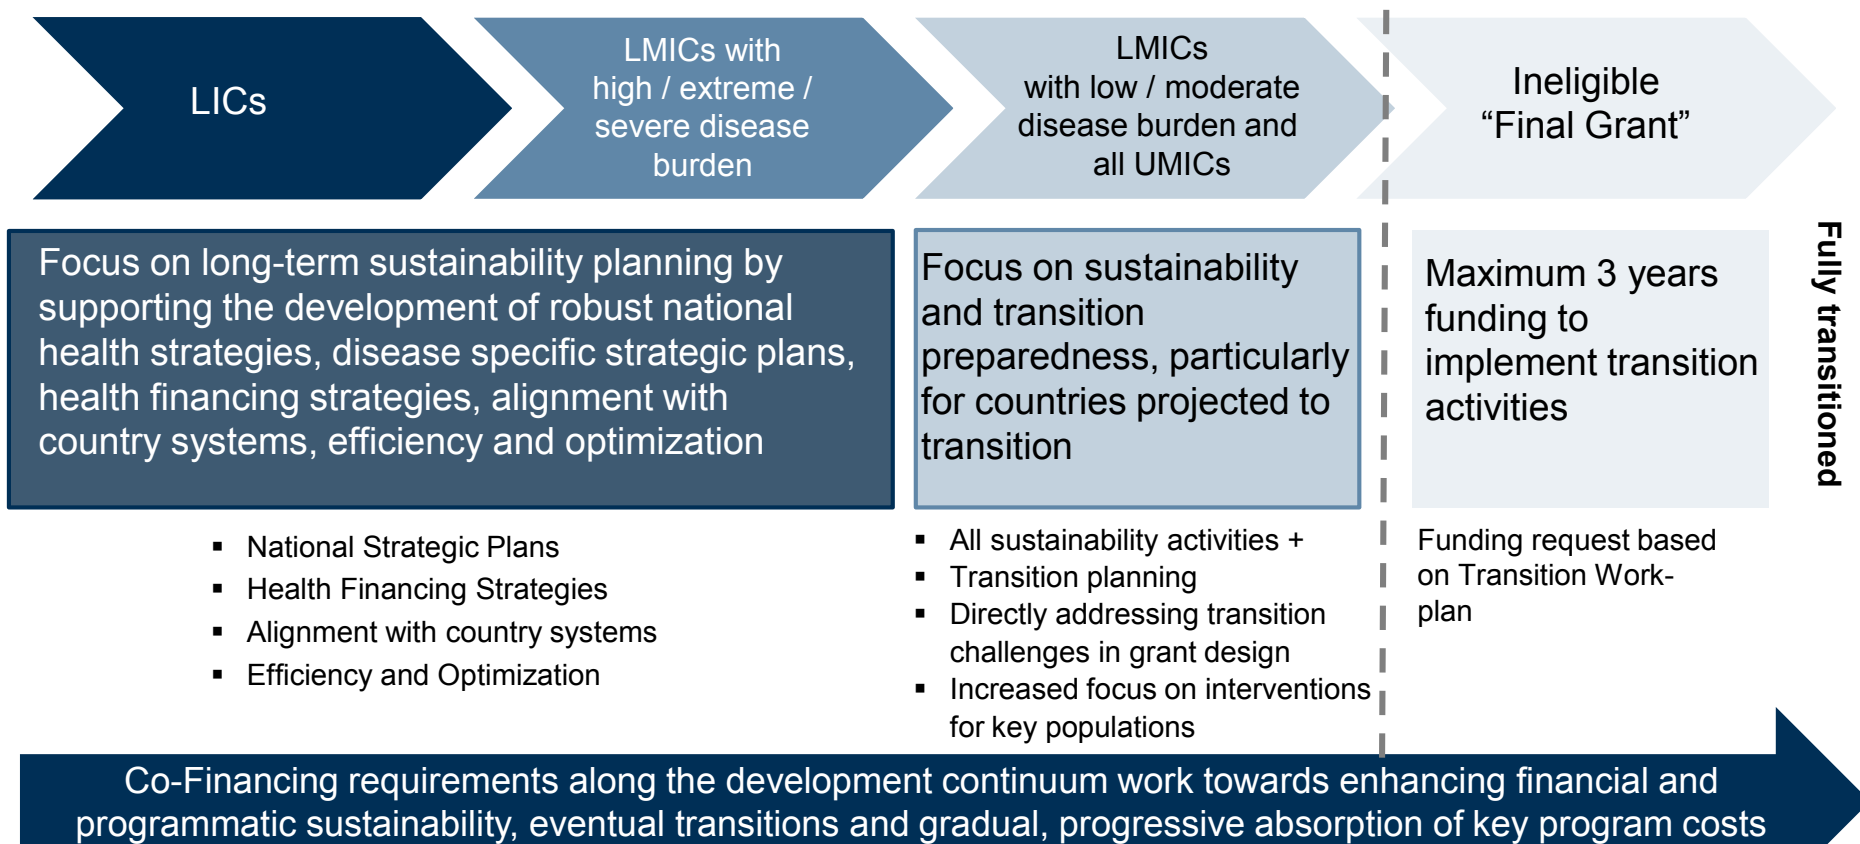 LICs
LMICs with
high / extreme /
severe disease
burden
LMICs
with low / moderate
disease burden and
all UMICs
Ineligible
“Final Grant”
Focus on long-term sustainability planning by
supporting the development of robust national
health strategies, disease specific strategic plans,
health financing strategies, alignment with
country systems, efficiency and optimization
Focus on sustainability
and transition
preparedness, particularly
for countries projected to
transition
Maximum 3 years
funding to
implement transition
activities
Fully transitioned
▪ National Strategic Plans
▪ Health Financing Strategies
▪ Alignment with country systems
▪ Efficiency and Optimization
▪ All sustainability activities +
▪ Transition planning
▪ Directly addressing transition
challenges in grant design
▪ Increased focus on interventions
for key populations
Funding request based
on Transition Work-
plan
Co-Financing requirements along the development continuum work towards enhancing financial and
programmatic sustainability, eventual transitions and gradual, progressive absorption of key program costs